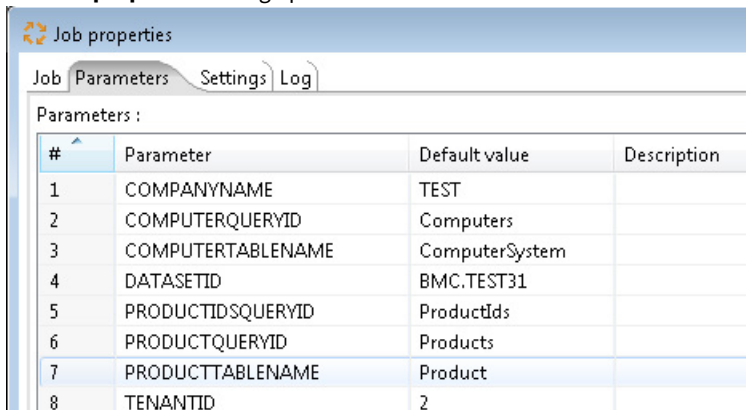 Job properties
Job Parameters Settings Log
Parameters :
# Parameter Default value Description
1 COMPANYNAME TEST
2 COMPUTERQUERYID Computers
3 COMPUTERTABLENAME ComputerSystem
4 DATASETID BMC.TEST31
5 PRODUCTIDSQUERYID ProductIds
6 PRODUCTQUERYID Products
7 PRODUCTTABLENAME Product
8 TENANTID 2